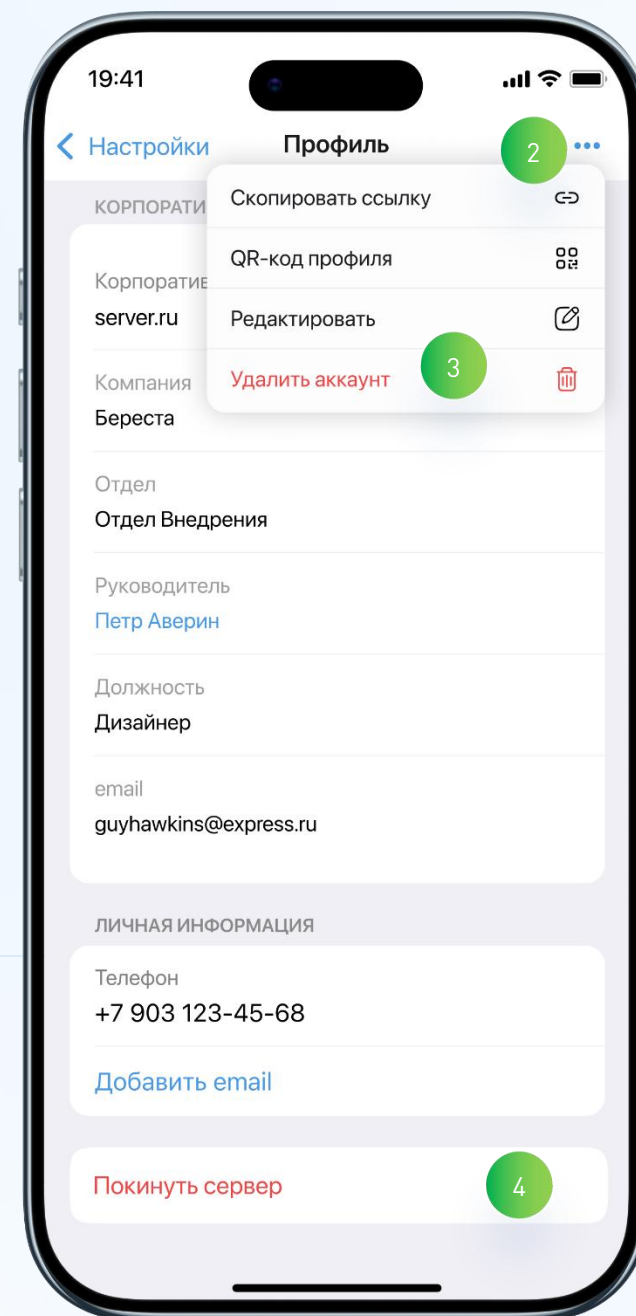 19:41
Настройки
Профиль
2
Скопировать ссылку
QR-код профиля
Редактировать
Удалить аккаунт
3
КОРПОРАТИ
Корпоратив
server.ru
Компания
Береста
Отдел
Отдел Внедрения
Руководитель
Петр Аверин
Должность
Дизайнер
email
guyhawkins@express.ru
ЛИЧНАЯ ИНФОРМАЦИЯ
Телефон
+7 903 123-45-68
Добавить email
Покинуть сервер
4